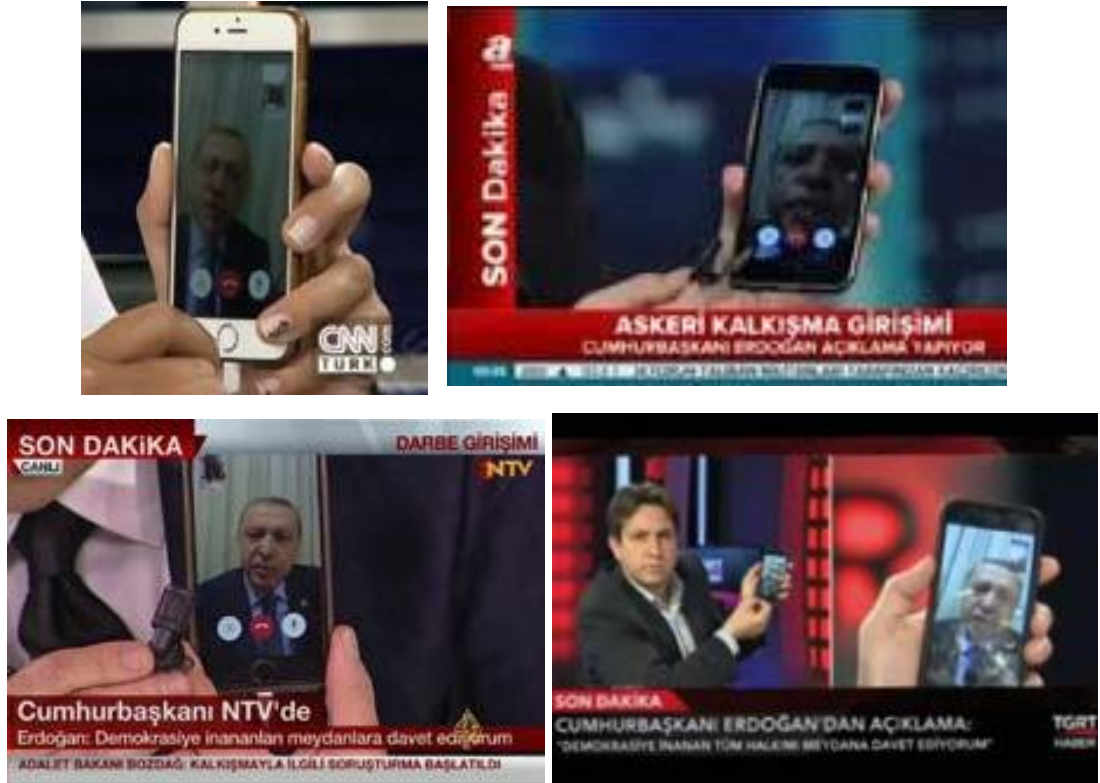 CNN
TÜRK
.com
SON Dakika
a
ASKERİ KALKIŞMA GİRİŞİMİ
CUMHURBAŞKANI ERDOĞAN AÇIKLAMA YAPIYOR
SON DAKİKA
DARBE GİRİŞİMİ
CANLI
NTV
Cumhurbaşkanı NTV'de
Erdoğan: Demokrasiye inananları meydanlara davet ediyorum
ADALET BAKANI BOZDAĞ: KALKIŞMAYLA İLGİLİ SORUŞTURMA BAŞLATILDI
SON DAKİKA
CUMHURBAŞKANI ERDOĞAN'DAN AÇIKLAMA:
"DEMOKRASİYE İNANAN TÜM HALKIMI MEYDANA DAVET EDİYORUM"
TGRT
HABER